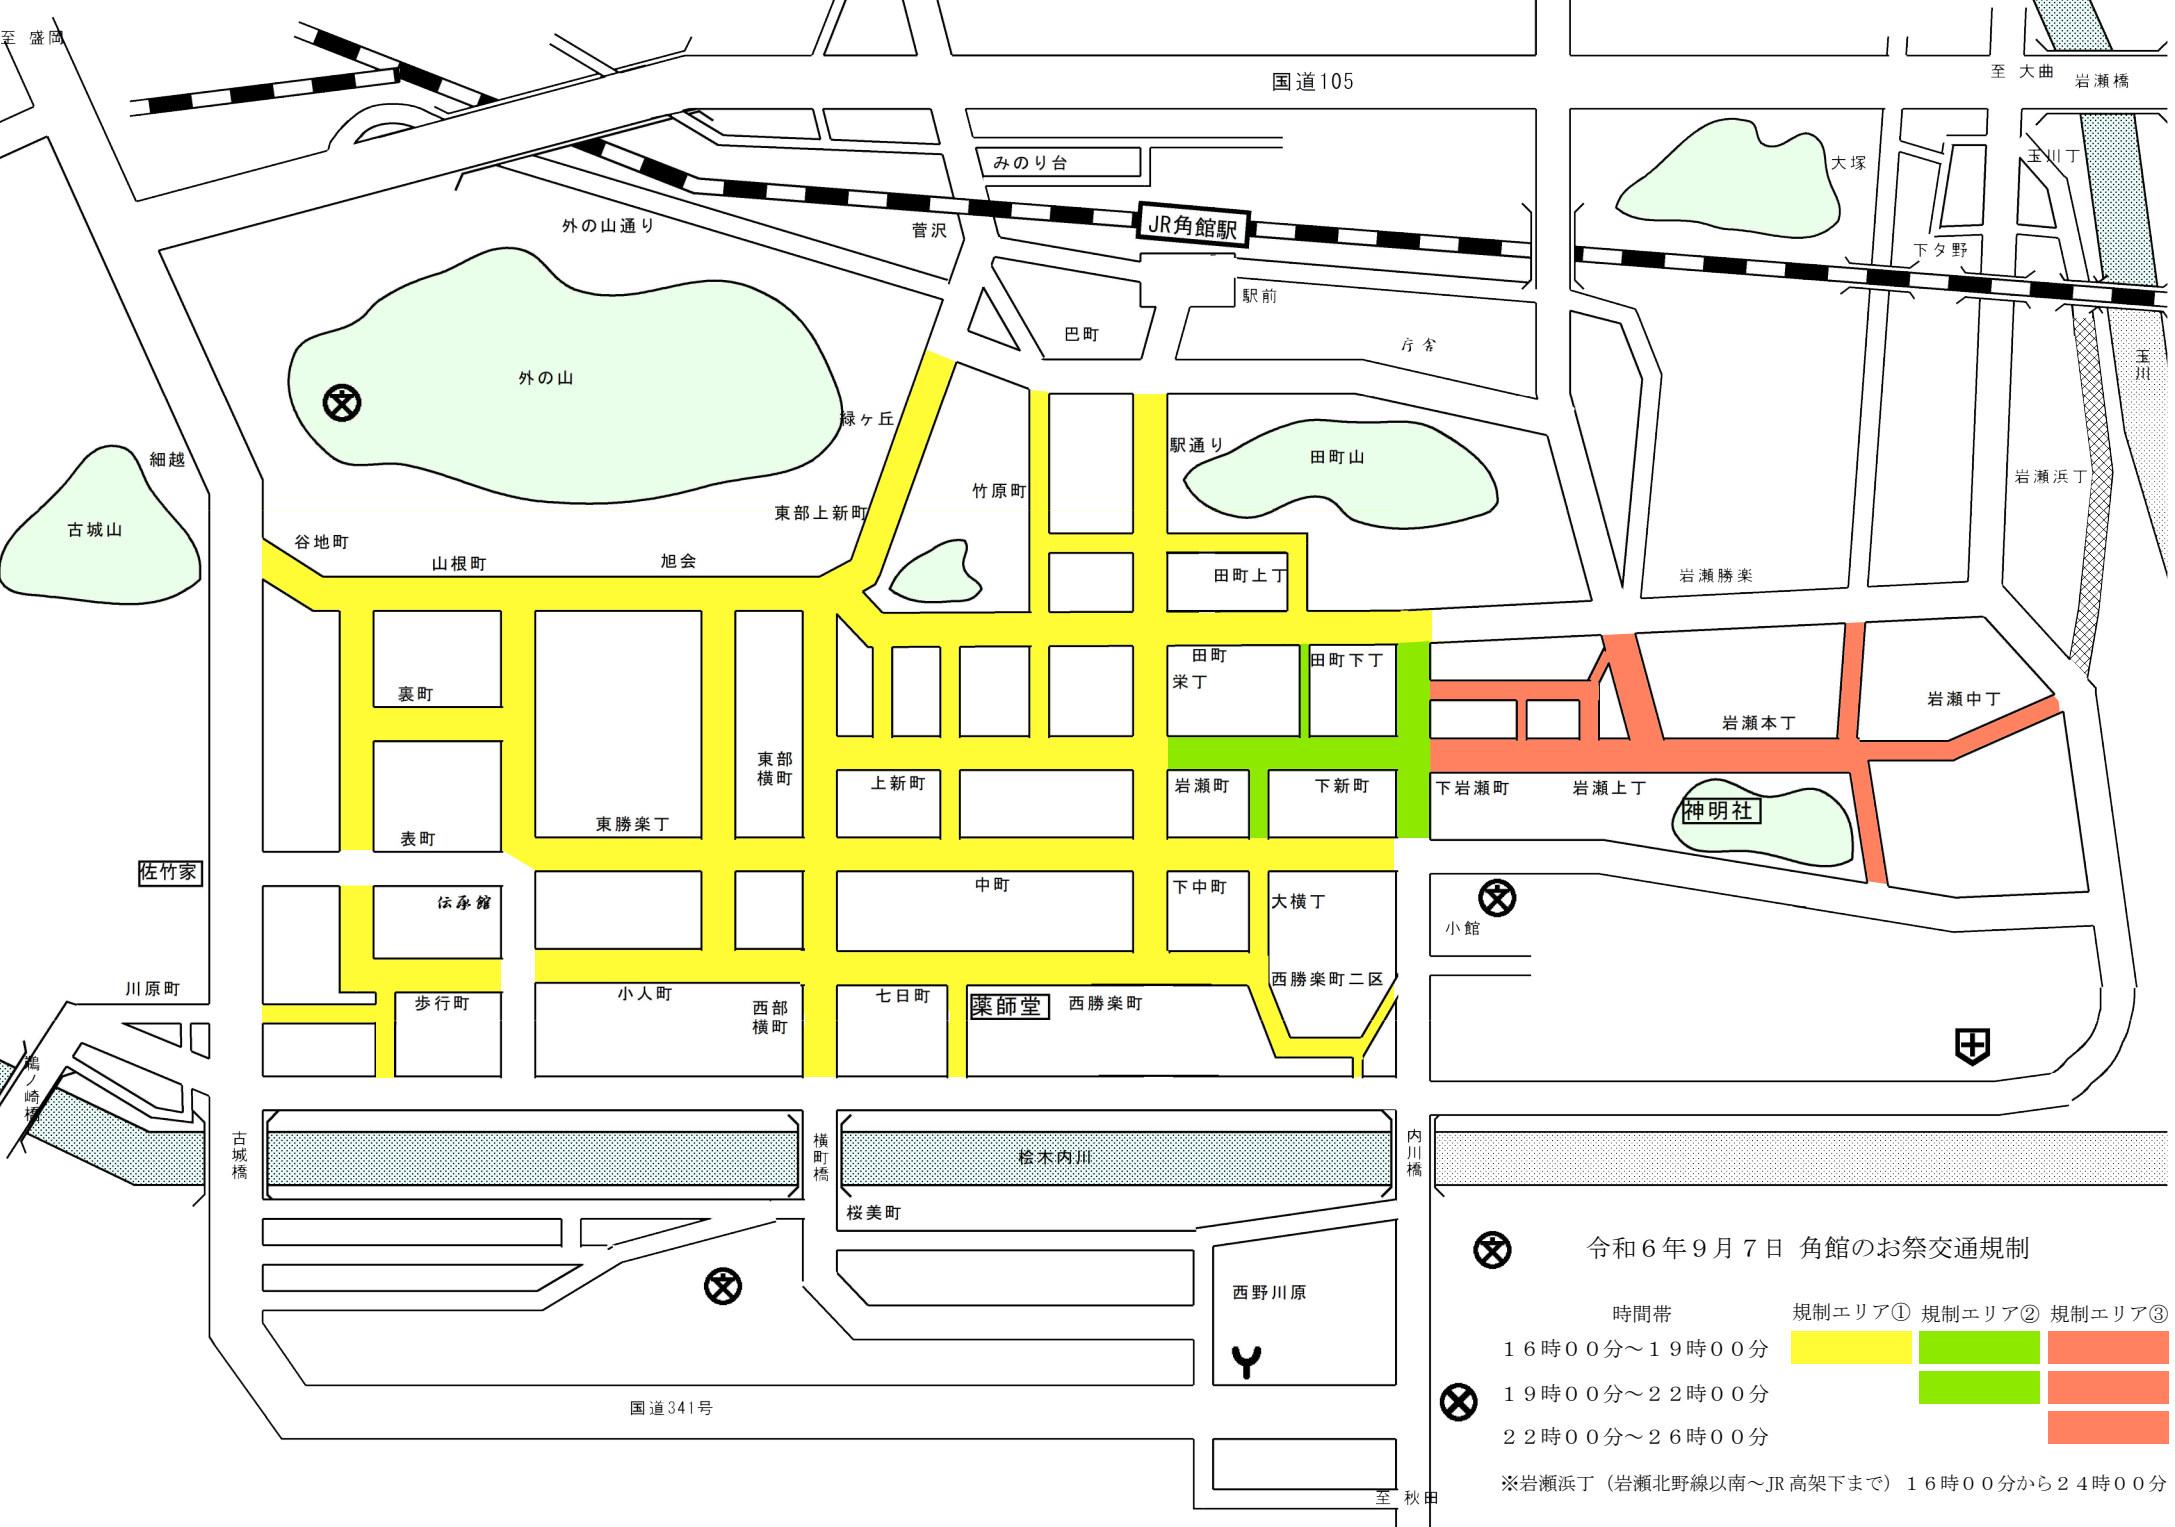 至 盛岡
国道105
至 大曲
岩瀬橋
みのり台
大塚
玉川丁
外の山通り
菅沢
JR角館駅
下タ野
駅前
巴町
庁舎
玉川
外の山
緑ヶ丘
駅通り
田町山
細越
竹原町
岩瀬浜丁
東部上新町
古城山
谷地町
山根町
旭会
田町上丁
岩瀬勝楽
田町
田町下丁
栄丁
裏町
岩瀬中丁
岩瀬本丁
東部
横町
上新町
岩瀬町
下新町
下岩瀬町
岩瀬上丁
神明社
東勝楽丁
表町
佐竹家
伝承館
中町
下中町
大横丁
小館
西勝楽町二区
川原町
歩行町
小人町
西部
横町
七日町
薬師堂
西勝楽町
鵜ノ崎橋
古城橋
横町橋
桧木内川
内川橋
桜美町
西野川原
国道341号
至 秋田
令和6年9月7日 角館のお祭交通規制
時間帯 規制エリア① 規制エリア② 規制エリア③
16時00分~19時00分
19時00分~22時00分
22時00分~26時00分
※岩瀬浜丁（岩瀬北野線以南~JR高架下まで）16時00分から24時00分